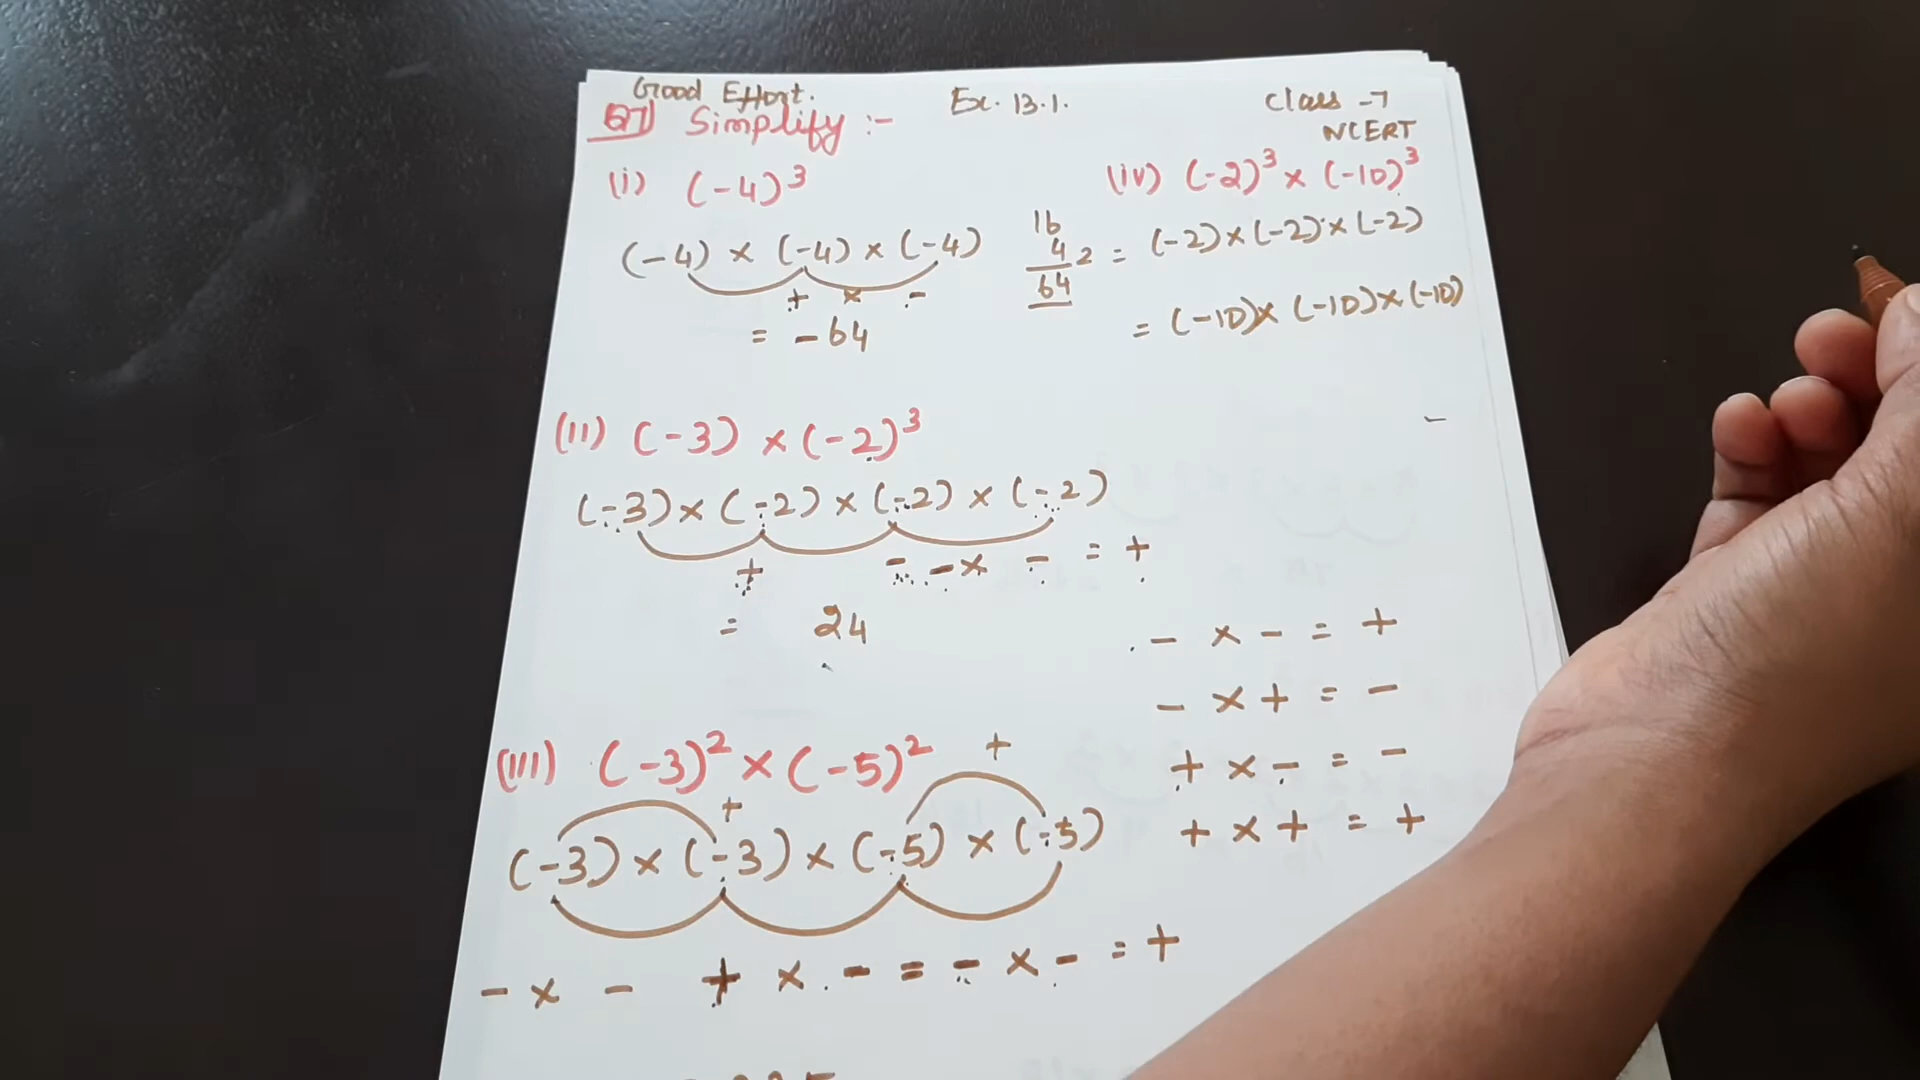 Good Effort. Ex. 13.1. Class -7
NCERT
Q7) Simplify :-
(i) (-4)³
(-4) × (-4) × (-4)
+ × -
= -64
16
4
64
(ii) (-3) × (-2)³
(-3) × (-2) × (-2) × (-2)
+ - - × - = +
= 24
(iii) (-3)² × (-5)²
+ +
(-3) × (-3) × (-5) × (-5)
- × - + × - = - × - = +
(iv) (-2)³ × (-10)³
= (-2) × (-2) × (-2)
= (-10) × (-10) × (-10)
-
- × - = +
- × + = -
+ × - = -
+ × + = +